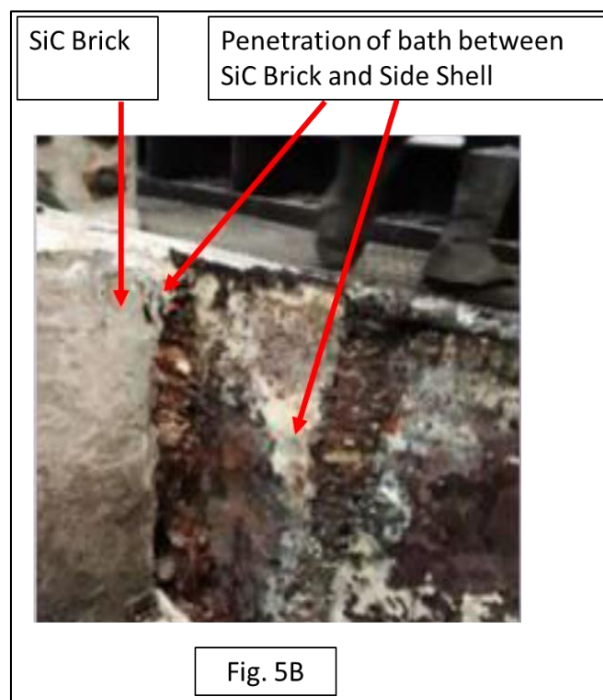 SiC Brick
Penetration of bath between
SiC Brick and Side Shell
Fig. 5B